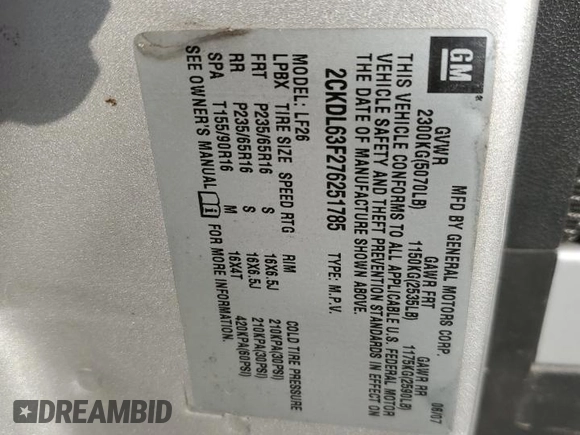 GM
MFD BY GENERAL MOTORS CORP. 06/07
GVWR GAWR FRT GAWR RR
2300KG(5070LB) 1150KG(2535LB) 1175KG(2590LB)
THIS VEHICLE CONFORMS TO ALL APPLICABLE U.S. FEDERAL MOTOR
VEHICLE SAFETY AND THEFT PREVENTION STANDARDS IN EFFECT ON
THE DATE OF MANUFACTURE SHOWN ABOVE.
2CKDL63F276251785 TYPE: M.P.V.
MODEL: LF26
LPBX TIRE SIZE SPEED RTG RIM COLD TIRE PRESSURE
FRT P235/65R16 S 16X6.5J 210KPA(30PSI)
RR P235/65R16 S 16X6.5J 210KPA(30PSI)
SPA T155/90R16 M 16X4T 420KPA(60PSI)
SEE OWNER'S MANUAL FOR MORE INFORMATION.
DREAMBID